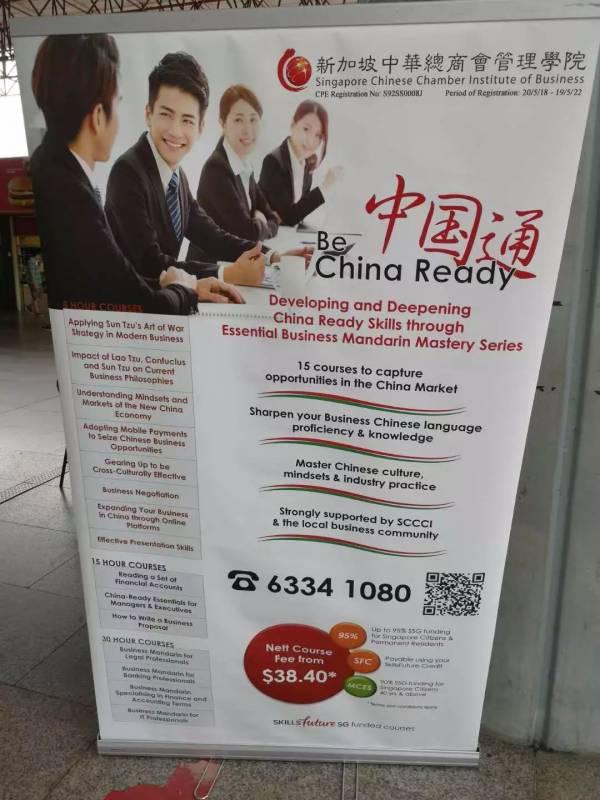 新加坡中華總商會管理學院
Singapore Chinese Chamber Institute of Business
CPE Registration No: S92SS0008J Period of Registration: 20/5/18 - 19/5/22
中国通
Be
China Ready
Developing and Deepening
China Ready Skills through
Essential Business Mandarin Mastery Series
15 courses to capture
opportunities in the China Market
Sharpen your Business Chinese language
proficiency & knowledge
Master Chinese culture,
mindsets & industry practice
Strongly supported by SCCCI
& the local business community
6334 1080
5 HOUR COURSES
Applying Sun Tzu's Art of War
Strategy in Modern Business
Impact of Lao Tzu, Confucius
and Sun Tzu on Current
Business Philosophies
Understanding Mindsets and
Markets of the New China
Economy
Adopting Mobile Payments
to Seize Chinese Business
Opportunities
Gearing Up to be
Cross-Culturally Effective
Business Negotiation
Expanding Your Business
in China through Online
Platforms
Effective Presentation Skills
15 HOUR COURSES
Reading a Set of
Financial Accounts
China-Ready Essentials for
Managers & Executives
How to Write a Business
Proposal
30 HOUR COURSES
Business Mandarin for
Legal Professionals
Business Mandarin for
Banking Professionals
Business Mandarin
Specialising in Finance and
Accounting Terms
Business Mandarin for
IT Professionals
Nett Course
Fee from
$38.40*
95%
Up to 95% SSG funding
for Singapore Citizens &
Permanent Residents
SFC
Payable using your
SkillsFuture Credit
MCES
90% SSG funding for
Singapore Citizens
40 yrs & above
*Terms and conditions apply
SKILLSfuture SG funded courses